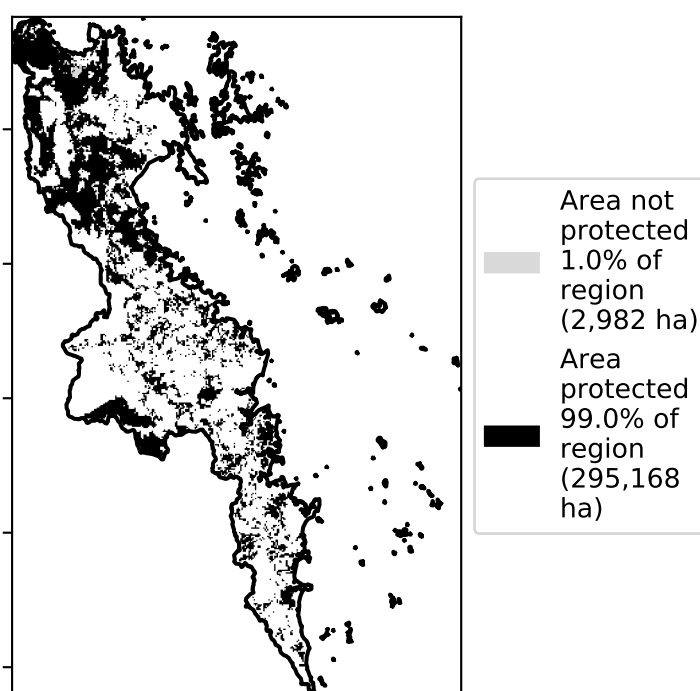 Area not
protected
1.0% of
region
(2,982 ha)
Area
protected
99.0% of
region
(295,168
ha)